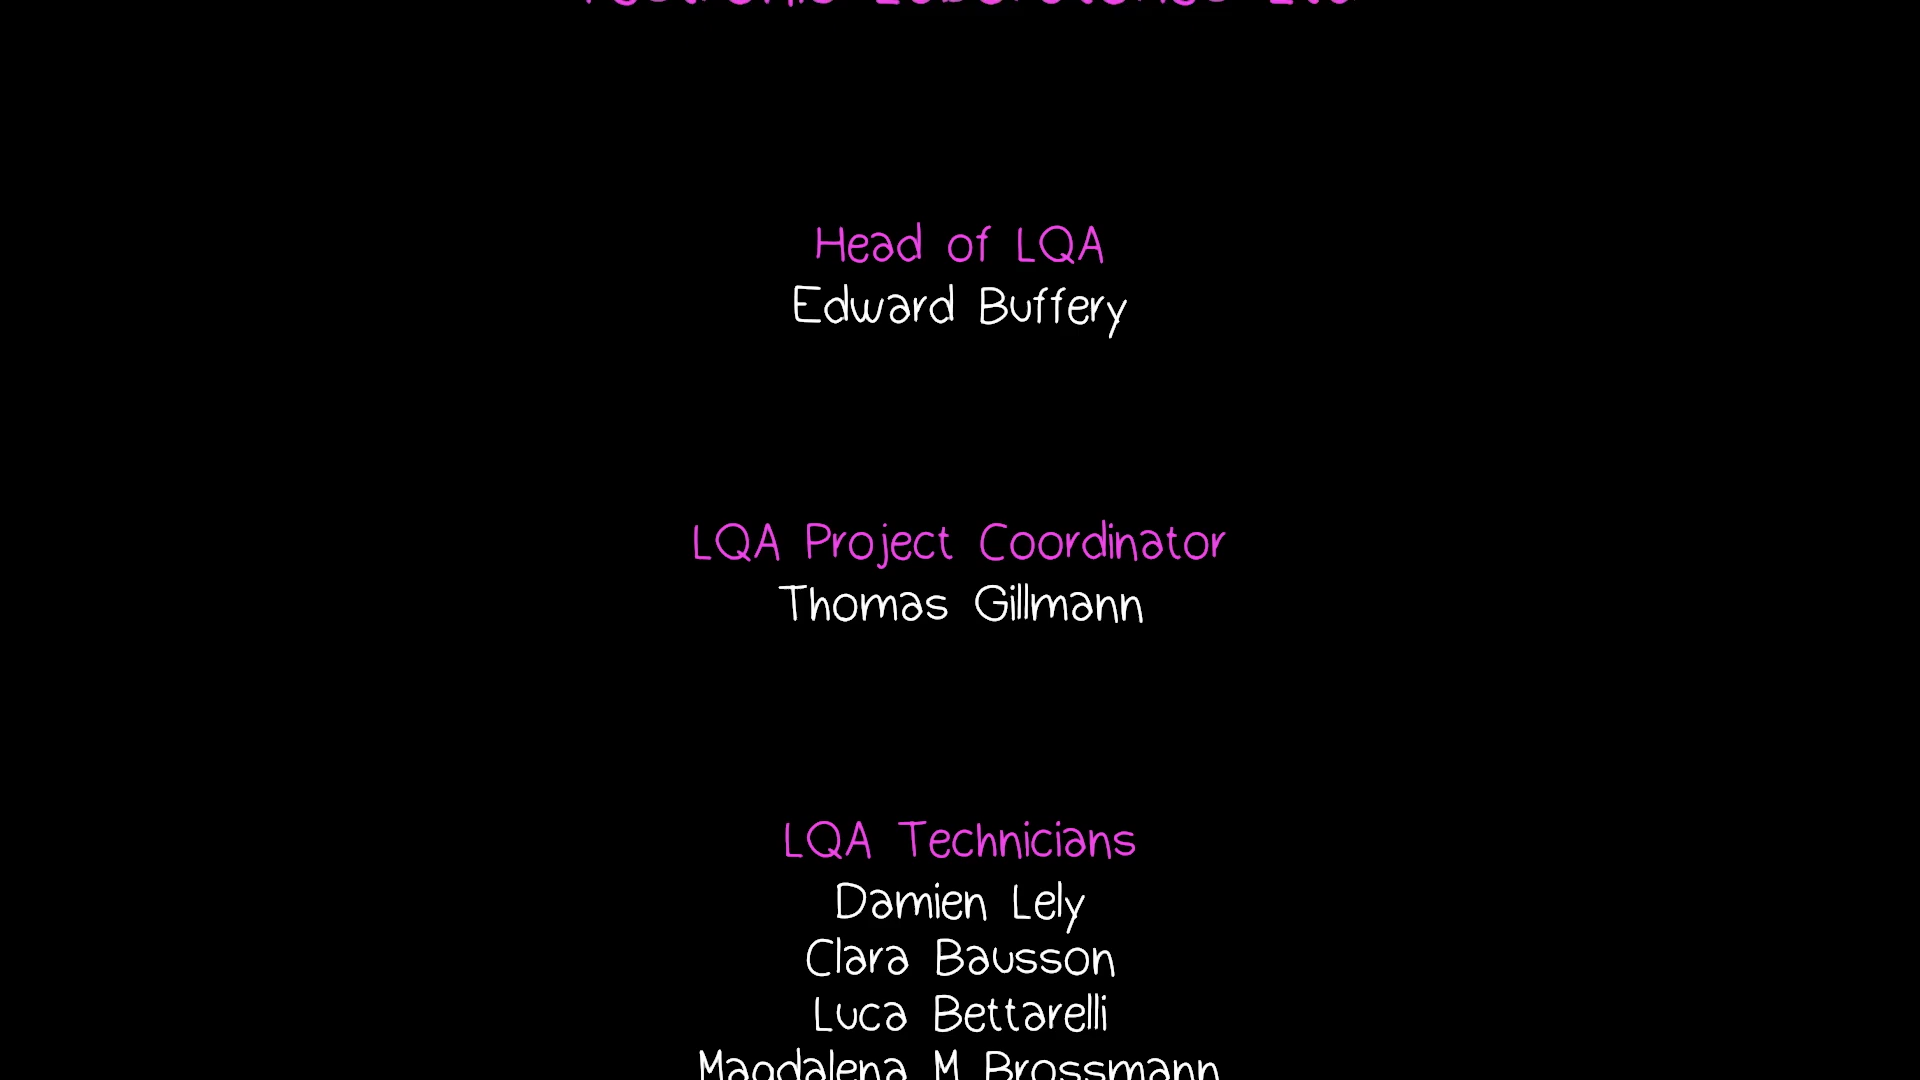 Head of LQA
Edward Buffery
LQA Project Coordinator
Thomas Gillmann
LQA Technicians
Damien Lely
Clara Bausson
Luca Bettarelli
Magdalena M Brossmann